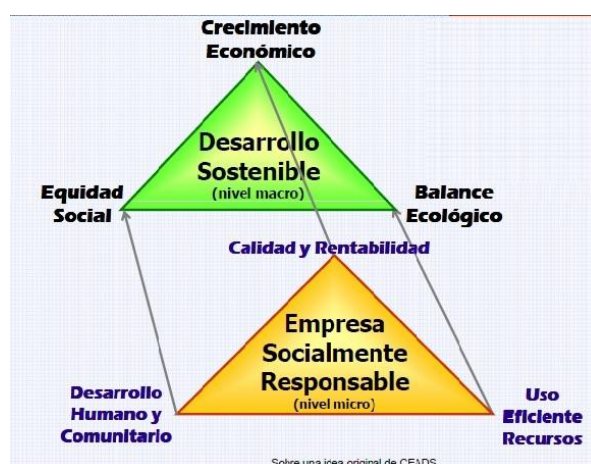 Crecimiento
Económico
Desarrollo
Sostenible
(nivel macro)
Equidad
Social
Balance
Ecológico
Calidad y Rentabilidad
Empresa
Socialmente
Responsable
(nivel micro)
Desarrollo
Humano y
Comunitario
Uso
Eficiente
Recursos
Sobre una idea original de CEADS